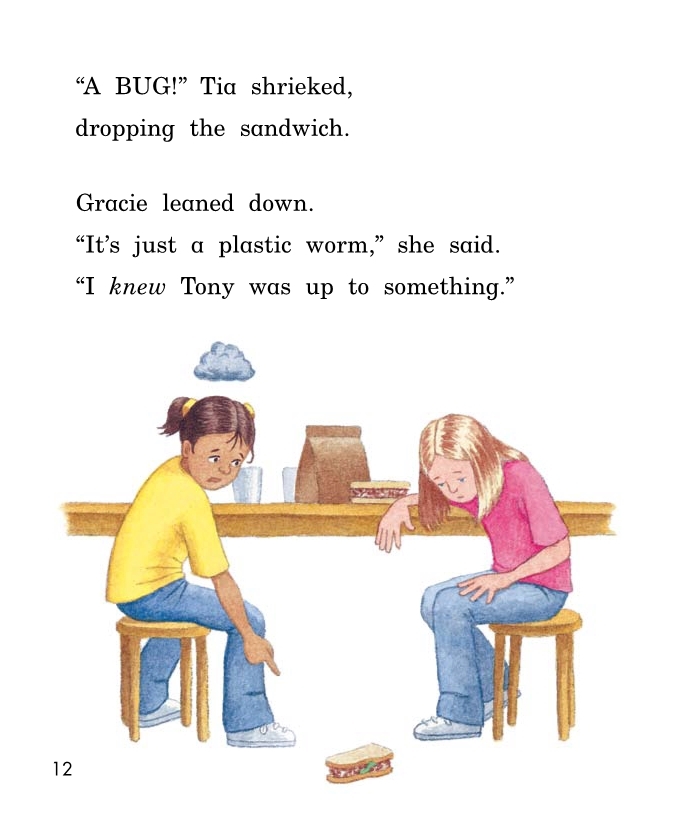 “A BUG!” Tia shrieked,
dropping the sandwich.
Gracie leaned down.
“It’s just a plastic worm,” she said.
“I knew Tony was up to something.”
12